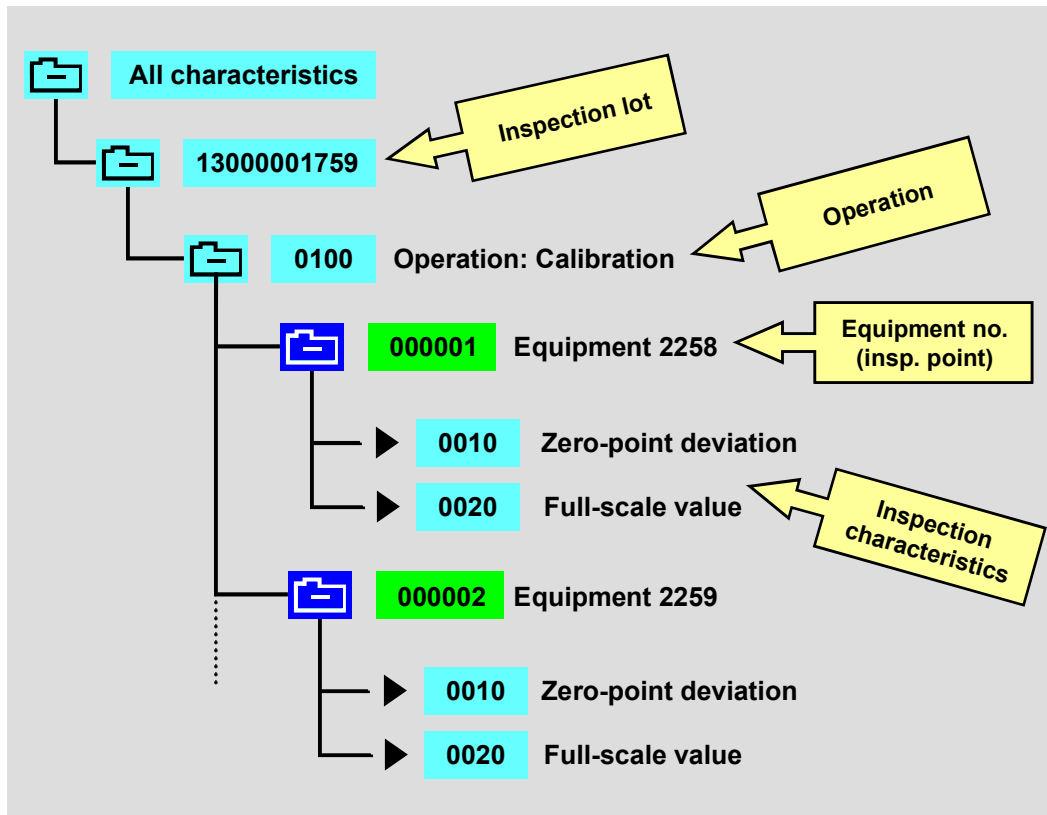 All characteristics
Inspection lot
13000001759
Operation
0100 Operation: Calibration
Equipment no.
(insp. point)
000001 Equipment 2258
0010 Zero-point deviation
0020 Full-scale value
Inspection
characteristics
000002 Equipment 2259
0010 Zero-point deviation
0020 Full-scale value